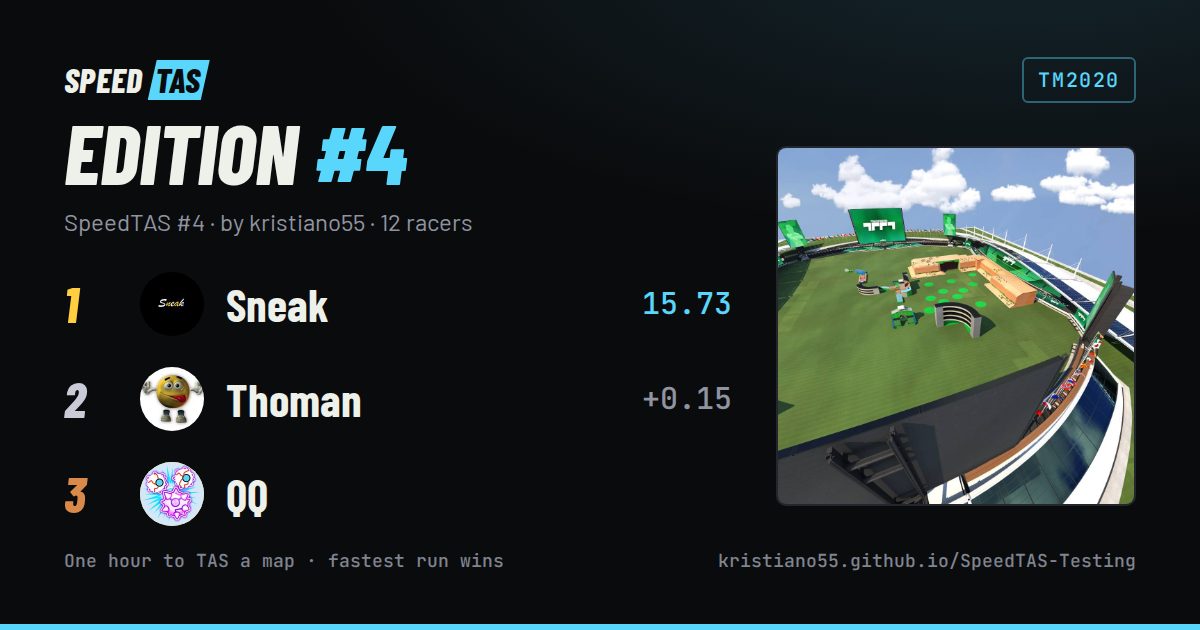 SPEED TAS
TM2020
EDITION #4
SpeedTAS #4 · by kristiano55 · 12 racers
1 Sneak Sneak 15.73
2 Thoman +0.15
3 QQ
One hour to TAS a map · fastest run wins
kristiano55.github.io/SpeedTAS-Testing